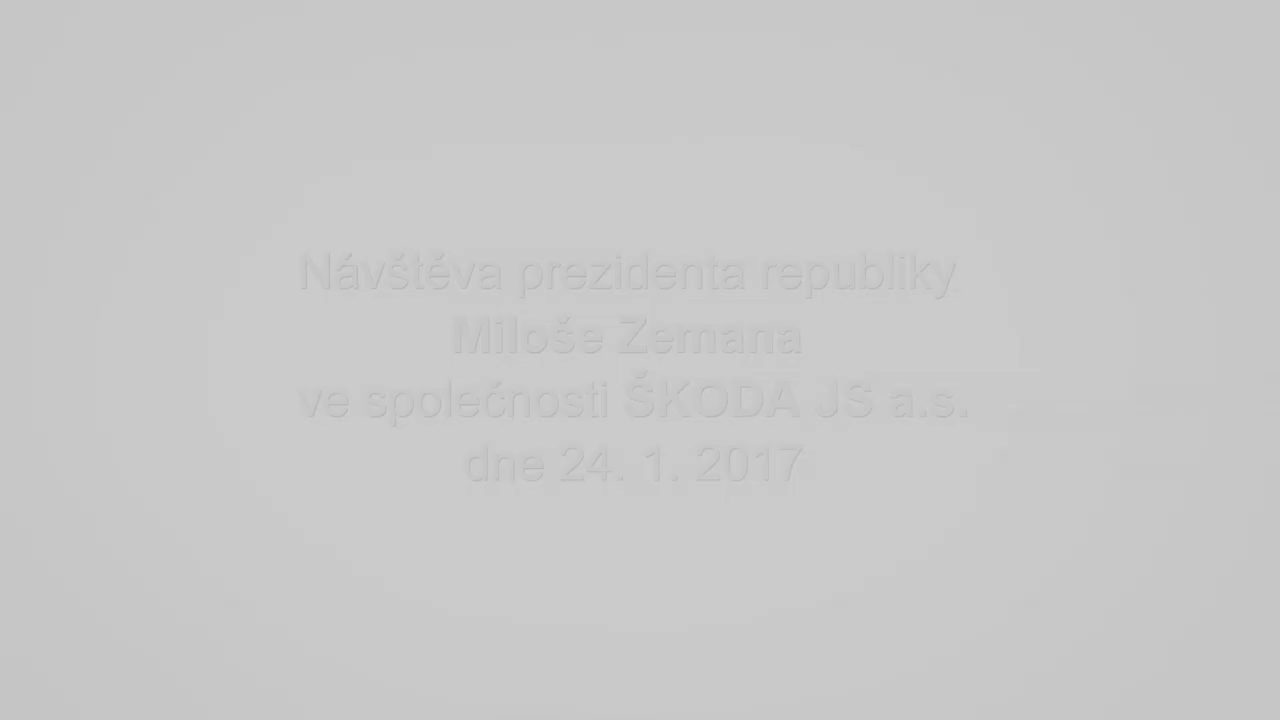 Návštěva prezidenta republiky
Miloše Zemana
ve společnosti ŠKODA JS a.s.
dne 24. 1. 2017